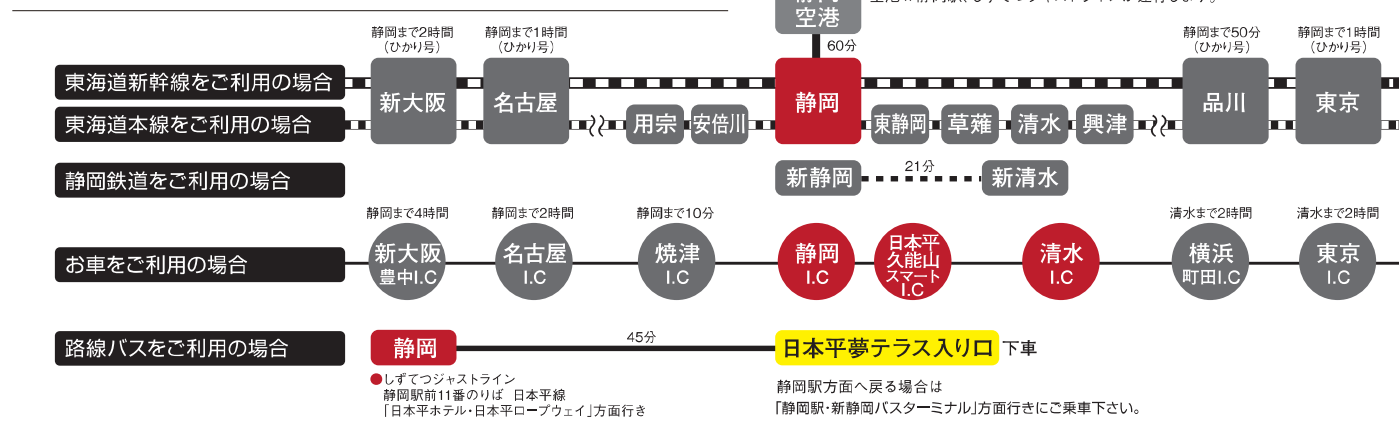 空港
60分
静岡まで2時間
（ひかり号）
静岡まで1時間
（ひかり号）
静岡まで50分
（ひかり号）
静岡まで1時間
（ひかり号）
東海道新幹線をご利用の場合
新大阪
名古屋
静岡
品川
東京
東海道本線をご利用の場合
用宗
安倍川
東静岡
草薙
清水
興津
静岡鉄道をご利用の場合
新静岡
21分
新清水
静岡まで4時間
静岡まで2時間
静岡まで10分
清水まで2時間
清水まで2時間
お車をご利用の場合
新大阪
豊中I.C
名古屋
I.C
焼津
I.C
静岡
I.C
日本平
久能山
スマート
I.C
清水
I.C
横浜
町田I.C
東京
I.C
路線バスをご利用の場合
静岡
45分
日本平夢テラス入り口 下車
●しずてつジャストライン
静岡駅前11番のりば 日本平線
「日本平ホテル・日本平ロープウェイ」方面行き
静岡駅方面へ戻る場合は
「静岡駅・新静岡バスターミナル」方面行きにご乗車下さい。